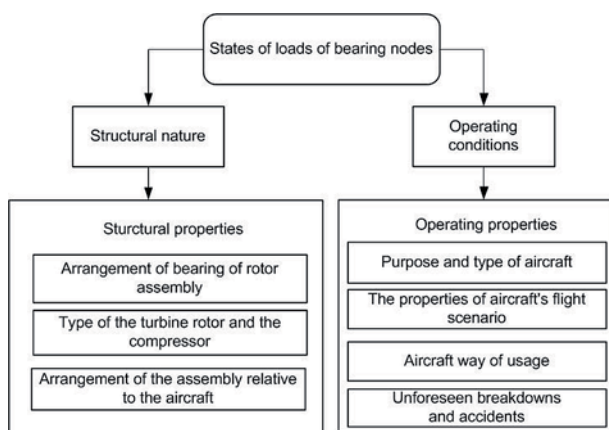 States of loads of bearing nodes
Structural nature
Operating
conditions
Sturctural properties
Arrangement of bearing of rotor
assembly
Type of the turbine rotor and the
compressor
Arrangement of the assembly relative
to the aircraft
Operating properties
Purpose and type of aircraft
The properties of aircraft's flight
scenario
Aircraft way of usage
Unforeseen breakdowns
and accidents